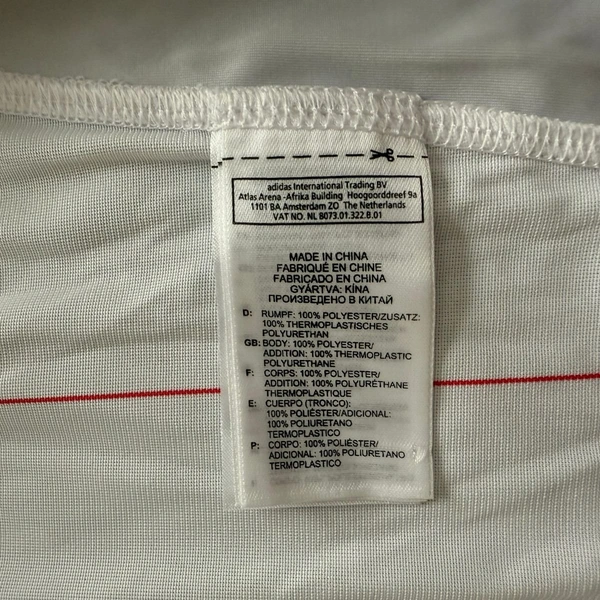 adidas International Trading BV
Atlas Arena -Afrika Building Hoogoorddreef 9a
1101 BA Amsterdam ZO The Netherlands
VAT NO. NL 8073.01.322.B.01
MADE IN CHINA
FABRIQUÉ EN CHINE
FABRICADO EN CHINA
GYÁRTVA: KÍNA
ПРОИЗВЕДЕНО В КИТАЙ
D: RUMPF: 100% POLYESTER/ZUSATZ:
100% THERMOPLASTISCHES
POLYURETHAN
GB: BODY: 100% POLYESTER/
ADDITION: 100% THERMOPLASTIC
POLYURETHANE
F: CORPS: 100% POLYESTER/
ADDITION: 100% POLYURÉTHANE
THERMOPLASTIQUE
E: CUERPO (TRONCO):
100% POLIÉSTER/ADICIONAL:
100% POLIURETANO
TERMOPLASTICO
P: CORPO: 100% POLIÉSTER/
ADICIONAL: 100% POLIURETANO
TERMOPLASTICO